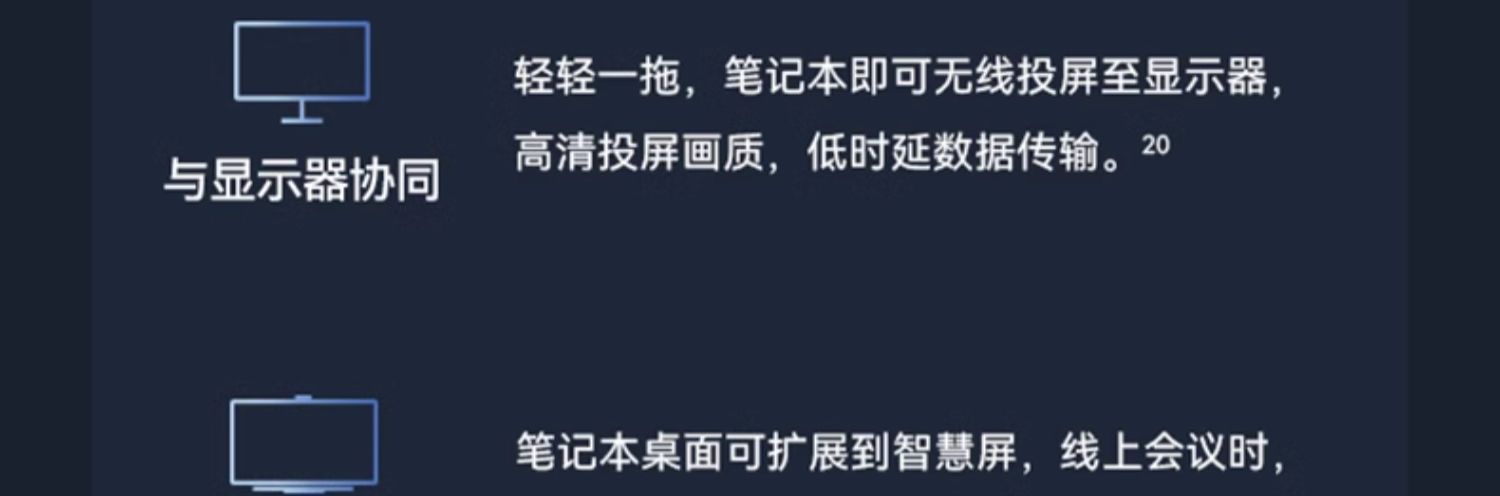 轻轻一拖，笔记本即可无线投屏至显示器，
高清投屏画质，低时延数据传输。20
与显示器协同
笔记本桌面可扩展到智慧屏，线上会议时，